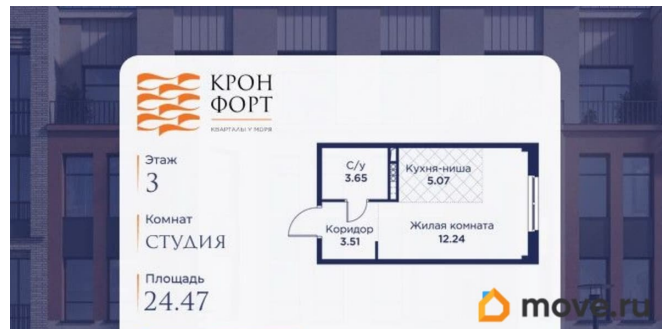 КРОН
ФОРТ
КВАРТАЛЫ У МОРЯ
Этаж
3
Комнат
СТУДИЯ
Площадь
24.47
С/у
3.65
Кухня-ниша
5.07
Коридор
3.51
Жилая комната
12.24
move.ru